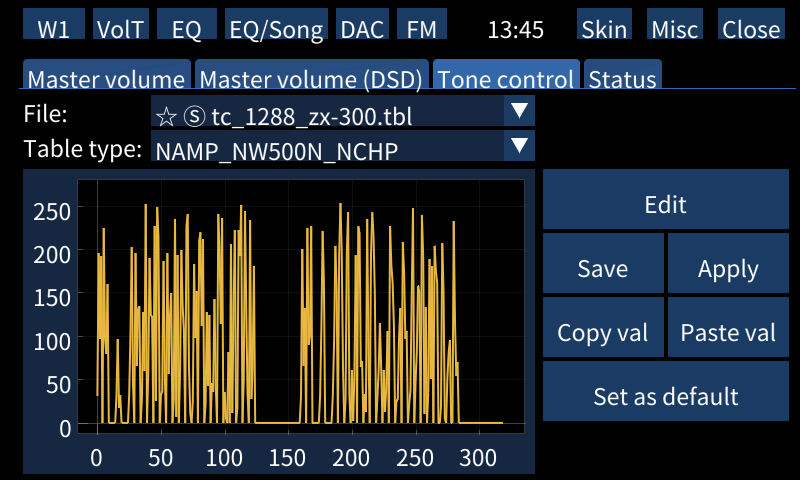 W1 VolT EQ EQ/Song DAC FM 13:45 Skin Misc Close
Master volume Master volume (DSD) Tone control Status
File: ☆ Ⓢ tc_1288_zx-300.tbl ▼
Table type: NAMP_NW500N_NCHP ▼
250
200
150
100
50
0
0 50 100 150 200 250 300
Edit
Save Apply
Copy val Paste val
Set as default